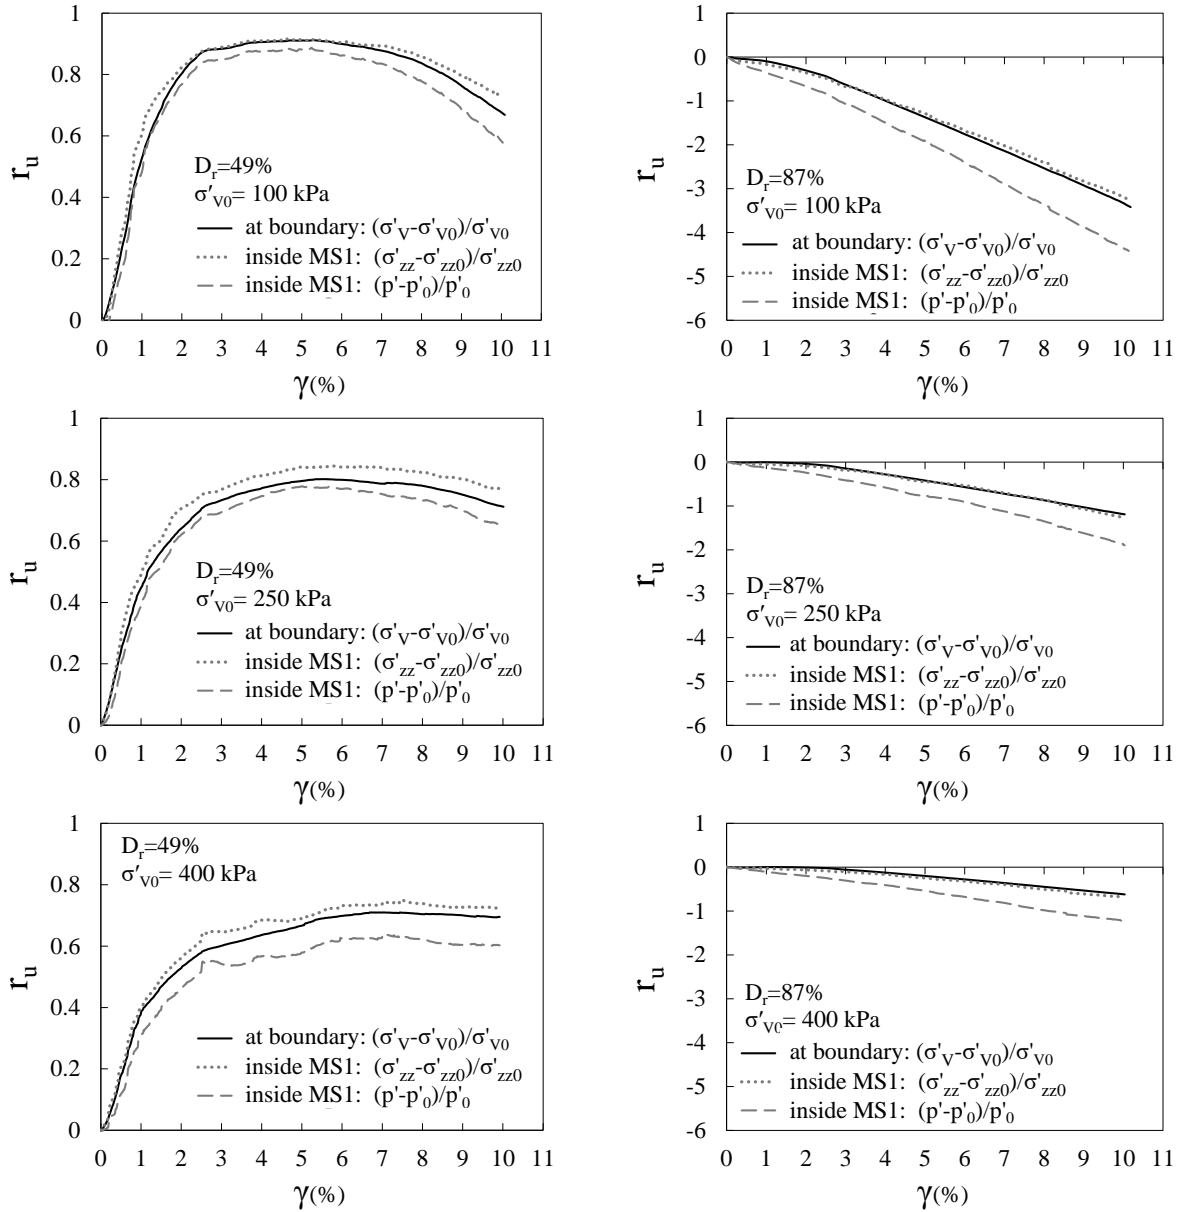 1
0.8
0.6
0.4
0.2
0
r_u
D_r=49%
σ'_V0= 100 kPa
at boundary: (σ'_V-σ'_V0)/σ'_V0
inside MS1: (σ'_zz-σ'_zz0)/σ'_zz0
inside MS1: (p'-p'_0)/p'_0
0 1 2 3 4 5 6 7 8 9 10 11
γ(%)
1
0
-1
-2
-3
-4
-5
-6
r_u
D_r=87%
σ'_V0= 100 kPa
at boundary: (σ'_V-σ'_V0)/σ'_V0
inside MS1: (σ'_zz-σ'_zz0)/σ'_zz0
inside MS1: (p'-p'_0)/p'_0
0 1 2 3 4 5 6 7 8 9 10 11
γ(%)
1
0.8
0.6
0.4
0.2
0
r_u
D_r=49%
σ'_V0= 250 kPa
at boundary: (σ'_V-σ'_V0)/σ'_V0
inside MS1: (σ'_zz-σ'_zz0)/σ'_zz0
inside MS1: (p'-p'_0)/p'_0
0 1 2 3 4 5 6 7 8 9 10 11
γ(%)
1
0
-1
-2
-3
-4
-5
-6
r_u
D_r=87%
σ'_V0= 250 kPa
at boundary: (σ'_V-σ'_V0)/σ'_V0
inside MS1: (σ'_zz-σ'_zz0)/σ'_zz0
inside MS1: (p'-p'_0)/p'_0
0 1 2 3 4 5 6 7 8 9 10 11
γ(%)
1
0.8
0.6
0.4
0.2
0
r_u
D_r=49%
σ'_V0= 400 kPa
at boundary: (σ'_V-σ'_V0)/σ'_V0
inside MS1: (σ'_zz-σ'_zz0)/σ'_zz0
inside MS1: (p'-p'_0)/p'_0
0 1 2 3 4 5 6 7 8 9 10 11
γ(%)
1
0
-1
-2
-3
-4
-5
-6
r_u
D_r=87%
σ'_V0= 400 kPa
at boundary: (σ'_V-σ'_V0)/σ'_V0
inside MS1: (σ'_zz-σ'_zz0)/σ'_zz0
inside MS1: (p'-p'_0)/p'_0
0 1 2 3 4 5 6 7 8 9 10 11
γ(%)